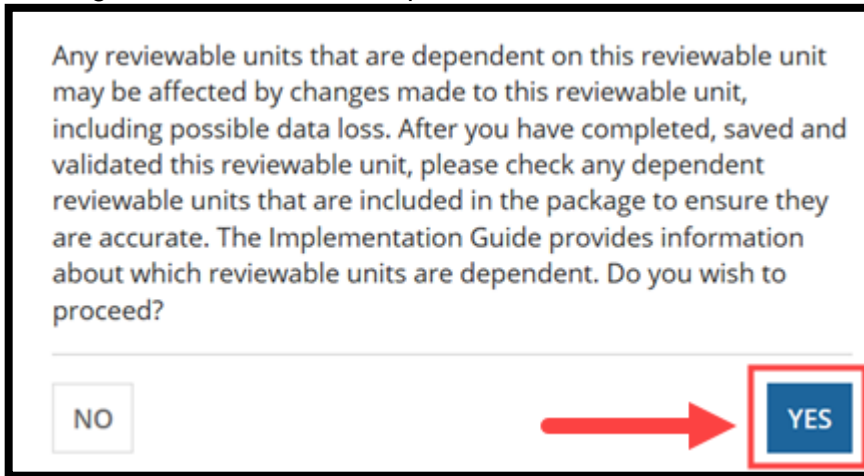 Any reviewable units that are dependent on this reviewable unit
may be affected by changes made to this reviewable unit,
including possible data loss. After you have completed, saved and
validated this reviewable unit, please check any dependent
reviewable units that are included in the package to ensure they
are accurate. The Implementation Guide provides information
about which reviewable units are dependent. Do you wish to
proceed?
NO
YES